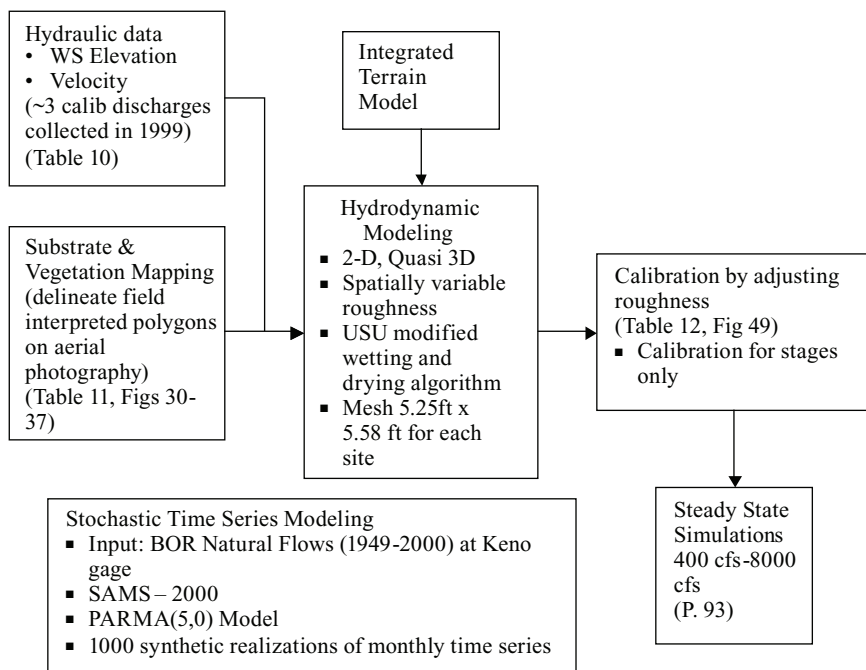 Hydraulic data
• WS Elevation
• Velocity
(~3 calib discharges
collected in 1999)
(Table 10)
Integrated
Terrain
Model
Substrate &
Vegetation Mapping
(delineate field
interpreted polygons
on aerial
photography)
(Table 11, Figs 30-
37)
Hydrodynamic
Modeling
▪ 2-D, Quasi 3D
▪ Spatially variable
roughness
▪ USU modified
wetting and
drying algorithm
▪ Mesh 5.25ft x
5.58 ft for each
site
Calibration by adjusting
roughness
(Table 12, Fig 49)
▪ Calibration for stages
only
Steady State
Simulations
400 cfs-8000
cfs
(P. 93)
Stochastic Time Series Modeling
▪ Input: BOR Natural Flows (1949-2000) at Keno
gage
▪ SAMS – 2000
▪ PARMA(5,0) Model
▪ 1000 synthetic realizations of monthly time series